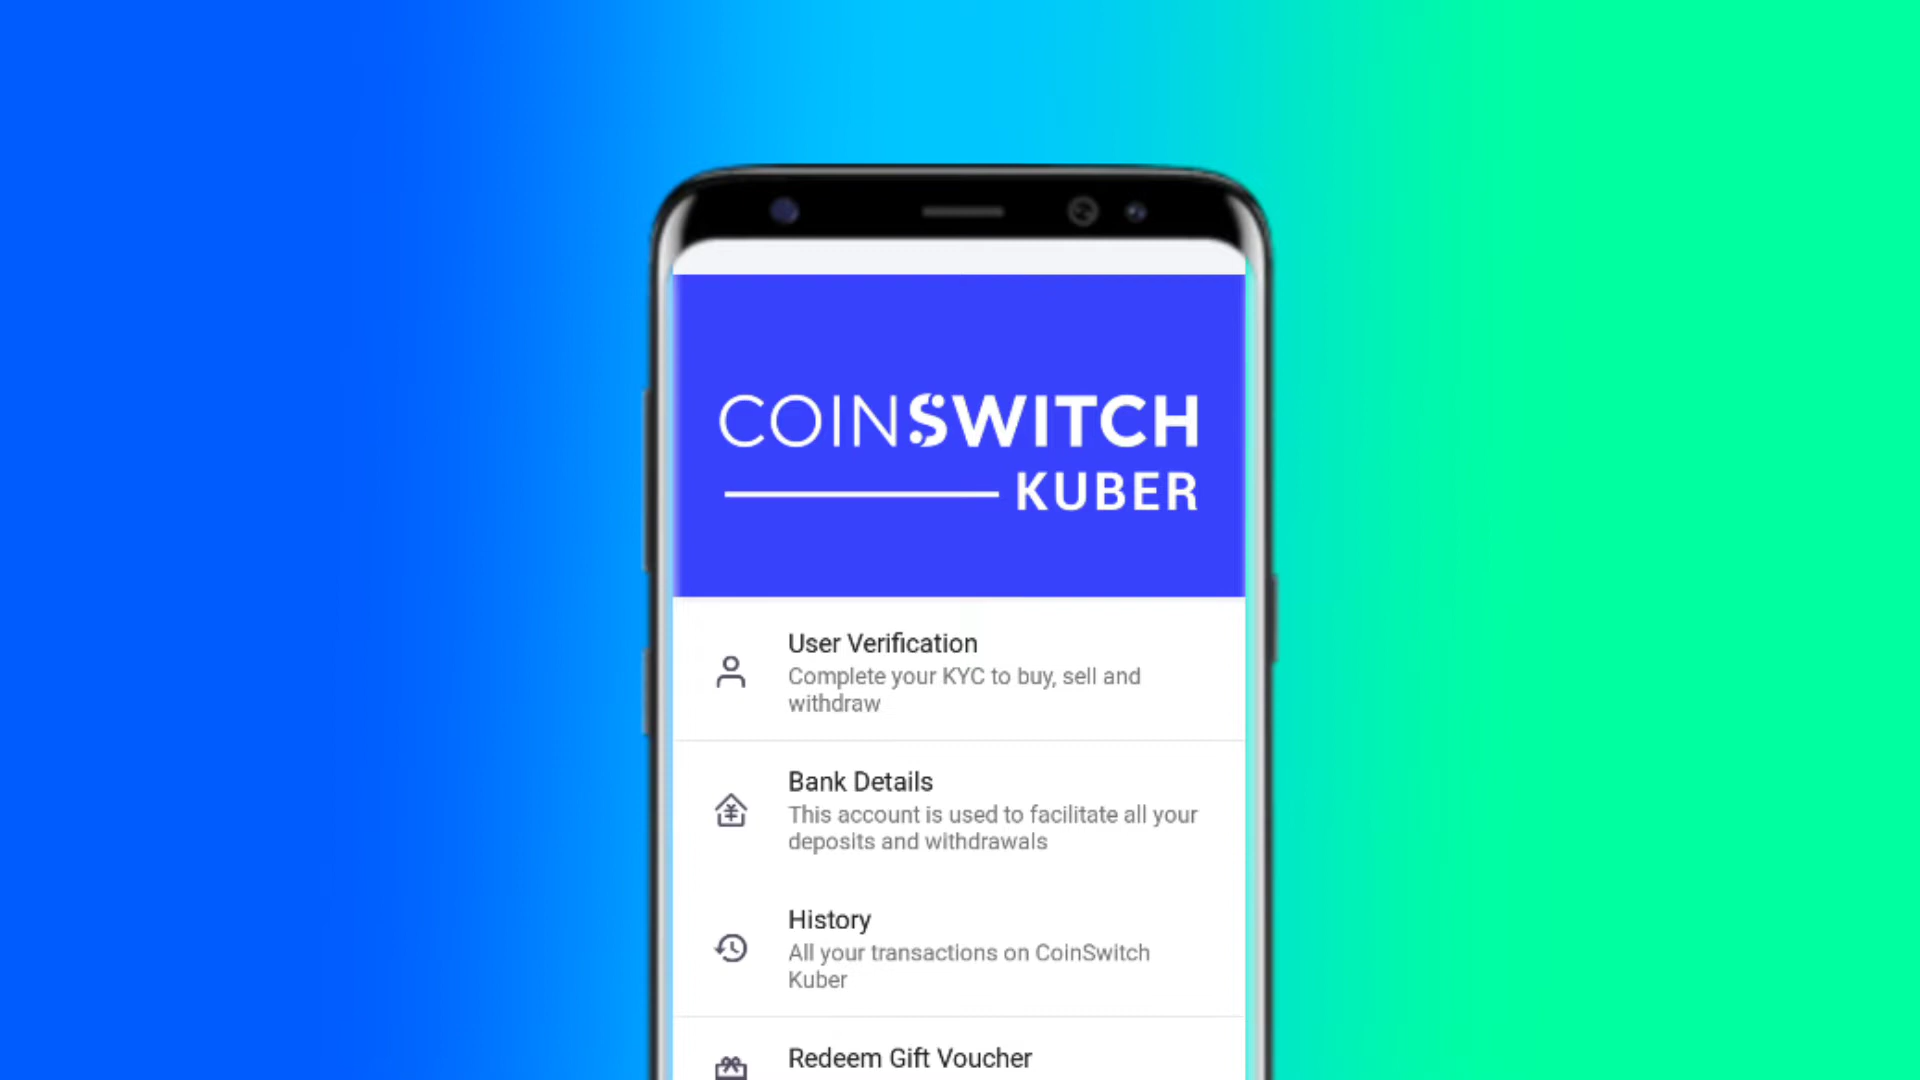 COINSWITCH
KUBER
User Verification
Complete your KYC to buy, sell and
withdraw
Bank Details
This account is used to facilitate all your
deposits and withdrawals
History
All your transactions on CoinSwitch
Kuber
Redeem Gift Voucher